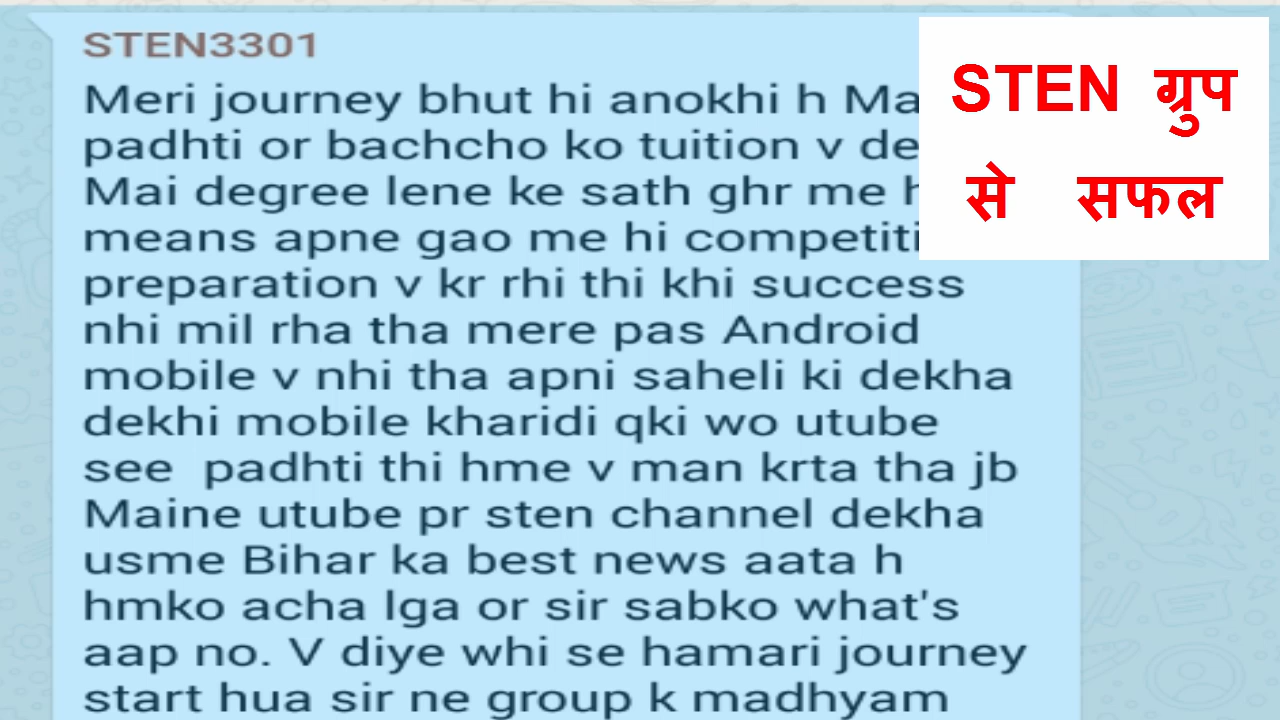 STEN3301
Meri journey bhut hi anokhi h
padhti or bachcho ko tuition v
Mai degree lene ke sath ghr me
means apne gao me hi
preparation v kr rhi thi khi success
nhi mil rha tha mere pas Android
mobile v nhi tha apni saheli ki dekha
dekhi mobile kharidi qki wo utube
see padhti thi hme v man krta tha jb
Maine utube pr sten channel dekha
usme Bihar ka best news aata h
hmko acha lga or sir sabko what's
aap no. V diye whi se hamari journey
start hua sir ne group k madhyam
STEN ग्रुप
से सफल